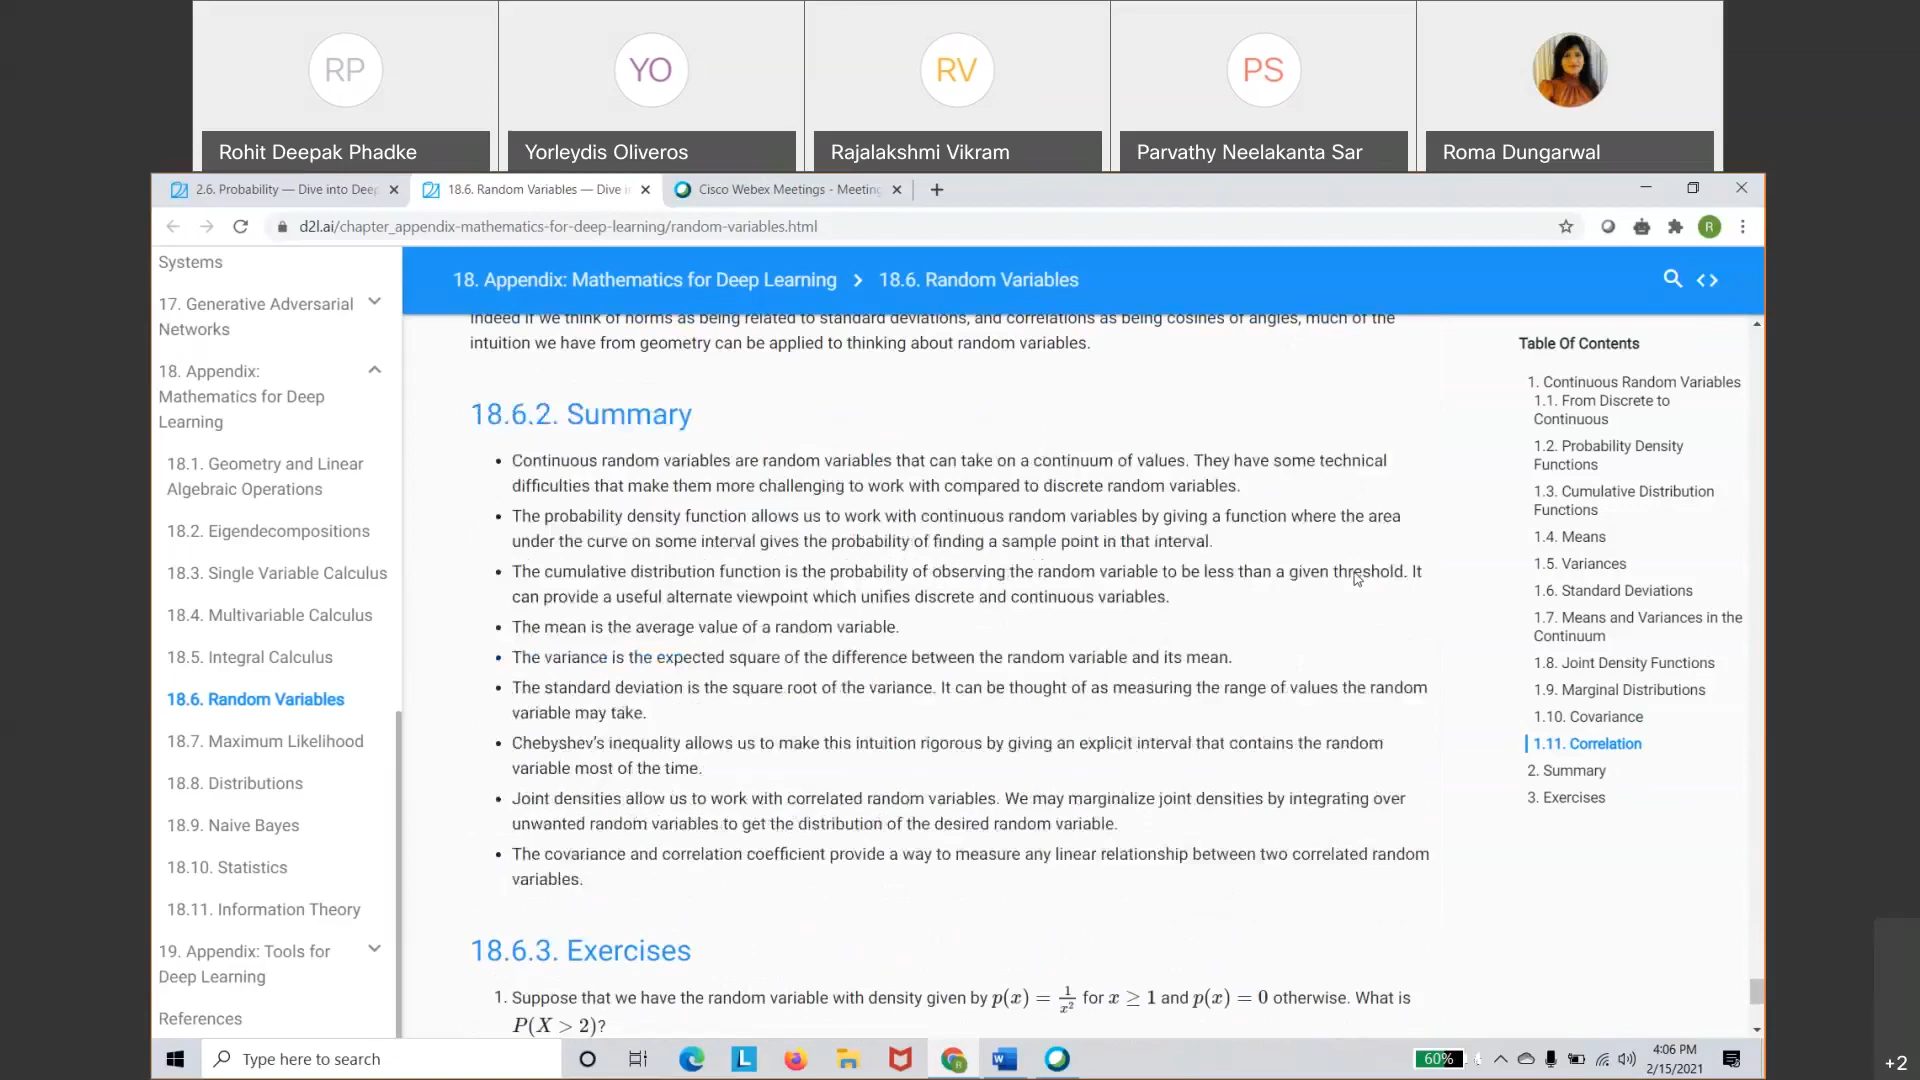 RP
YO
RV
PS
Rohit Deepak Phadke
Yorleydis Oliveros
Rajalakshmi Vikram
Parvathy Neelakanta Sar
Roma Dungarwal
2.6. Probability — Dive into Deep
18.6. Random Variables — Dive i
Cisco Webex Meetings - Meeting
d2l.ai/chapter_appendix-mathematics-for-deep-learning/random-variables.html
R
Systems
17. Generative Adversarial
Networks
18. Appendix:
Mathematics for Deep
Learning
18.1. Geometry and Linear
Algebraic Operations
18.2. Eigendecompositions
18.3. Single Variable Calculus
18.4. Multivariable Calculus
18.5. Integral Calculus
18.6. Random Variables
18.7. Maximum Likelihood
18.8. Distributions
18.9. Naive Bayes
18.10. Statistics
18.11. Information Theory
19. Appendix: Tools for
Deep Learning
References
18. Appendix: Mathematics for Deep Learning > 18.6. Random Variables
Indeed if we think of norms as being related to standard deviations, and correlations as being cosines of angles, much of the
intuition we have from geometry can be applied to thinking about random variables.
18.6.2. Summary
• Continuous random variables are random variables that can take on a continuum of values. They have some technical
difficulties that make them more challenging to work with compared to discrete random variables.
• The probability density function allows us to work with continuous random variables by giving a function where the area
under the curve on some interval gives the probability of finding a sample point in that interval.
• The cumulative distribution function is the probability of observing the random variable to be less than a given threshold. It
can provide a useful alternate viewpoint which unifies discrete and continuous variables.
• The mean is the average value of a random variable.
• The variance is the expected square of the difference between the random variable and its mean.
• The standard deviation is the square root of the variance. It can be thought of as measuring the range of values the random
variable may take.
• Chebyshev's inequality allows us to make this intuition rigorous by giving an explicit interval that contains the random
variable most of the time.
• Joint densities allow us to work with correlated random variables. We may marginalize joint densities by integrating over
unwanted random variables to get the distribution of the desired random variable.
• The covariance and correlation coefficient provide a way to measure any linear relationship between two correlated random
variables.
18.6.3. Exercises
1. Suppose that we have the random variable with density given by p(x) = 1/x² for x ≥ 1 and p(x) = 0 otherwise. What is
P(X > 2)?
Table Of Contents
1. Continuous Random Variables
1.1. From Discrete to
Continuous
1.2. Probability Density
Functions
1.3. Cumulative Distribution
Functions
1.4. Means
1.5. Variances
1.6. Standard Deviations
1.7. Means and Variances in the
Continuum
1.8. Joint Density Functions
1.9. Marginal Distributions
1.10. Covariance
1.11. Correlation
2. Summary
3. Exercises
Type here to search
60%
4:06 PM
2/15/2021
+2